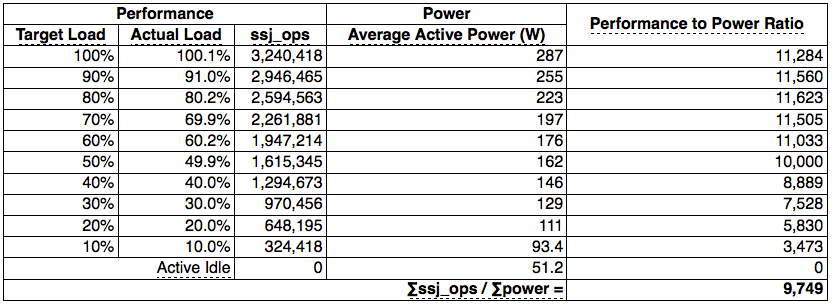 Performance Power Performance to Power Ratio
Target Load Actual Load ssj_ops Average Active Power (W)
100% 100.1% 3,240,418 287 11,284
90% 91.0% 2,946,465 255 11,560
80% 80.2% 2,594,563 223 11,623
70% 69.9% 2,261,881 197 11,505
60% 60.2% 1,947,214 176 11,033
50% 49.9% 1,615,345 162 10,000
40% 40.0% 1,294,673 146 8,889
30% 30.0% 970,456 129 7,528
20% 20.0% 648,195 111 5,830
10% 10.0% 324,418 93.4 3,473
Active Idle 0 51.2 0
∑ssj_ops / ∑power = 9,749